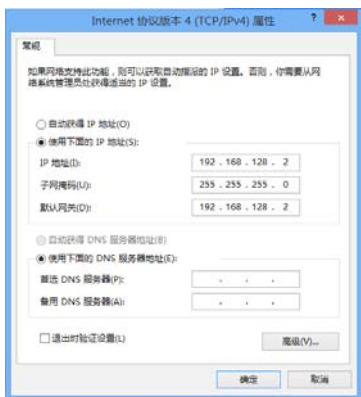 Internet 协议版本 4 (TCP/IPv4) 属性
常规
如果网络支持此功能，则可以获取自动指派的 IP 设置。否则，你需要从网
络系统管理员处获得适当的 IP 设置。
自动获得 IP 地址(O)
使用下面的 IP 地址(S):
IP 地址(I): 192 . 168 . 128 . 2
子网掩码(U): 255 . 255 . 255 . 0
默认网关(D): 192 . 168 . 128 . 2
自动获得 DNS 服务器地址(B)
使用下面的 DNS 服务器地址(E):
首选 DNS 服务器(P): . . .
备用 DNS 服务器(A): . . .
退出时验证设置(L)
高级(V)...
确定 取消